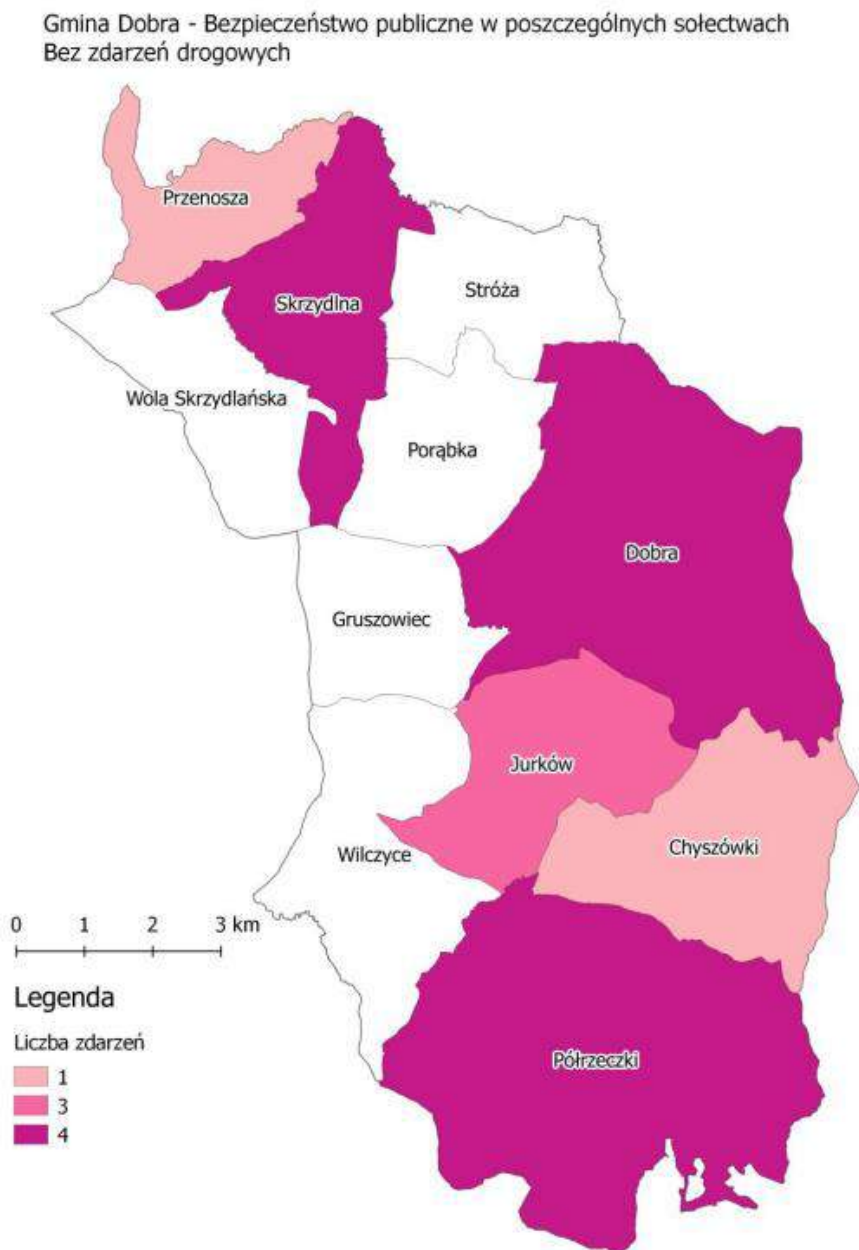 Gmina Dobra - Bezpieczeństwo publiczne w poszczególnych sołectwach
Bez zdarzeń drogowych
Przenosza
Skrzydlna
Stróża
Wola Skrzydlańska
Porąbka
Dobra
Gruszowiec
Jurków
Chyszówki
Wilczyce
0 1 2 3 km
Legenda
Liczba zdarzeń
1
3
4
Półrzeczki